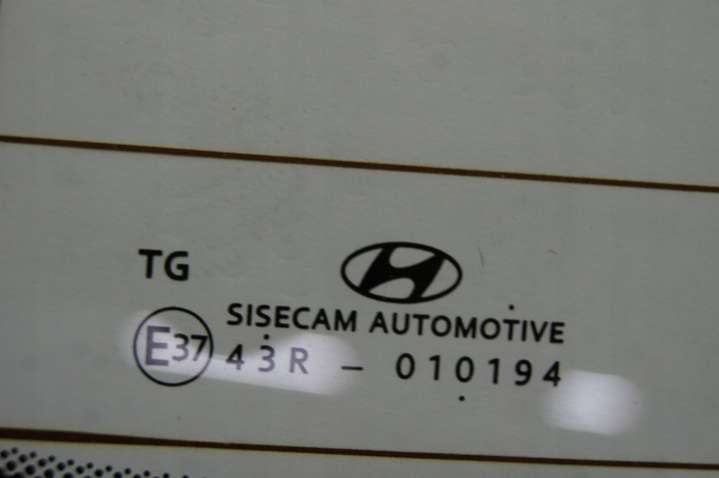 TG
SISECAM AUTOMOTIVE
E37 43R - 010194